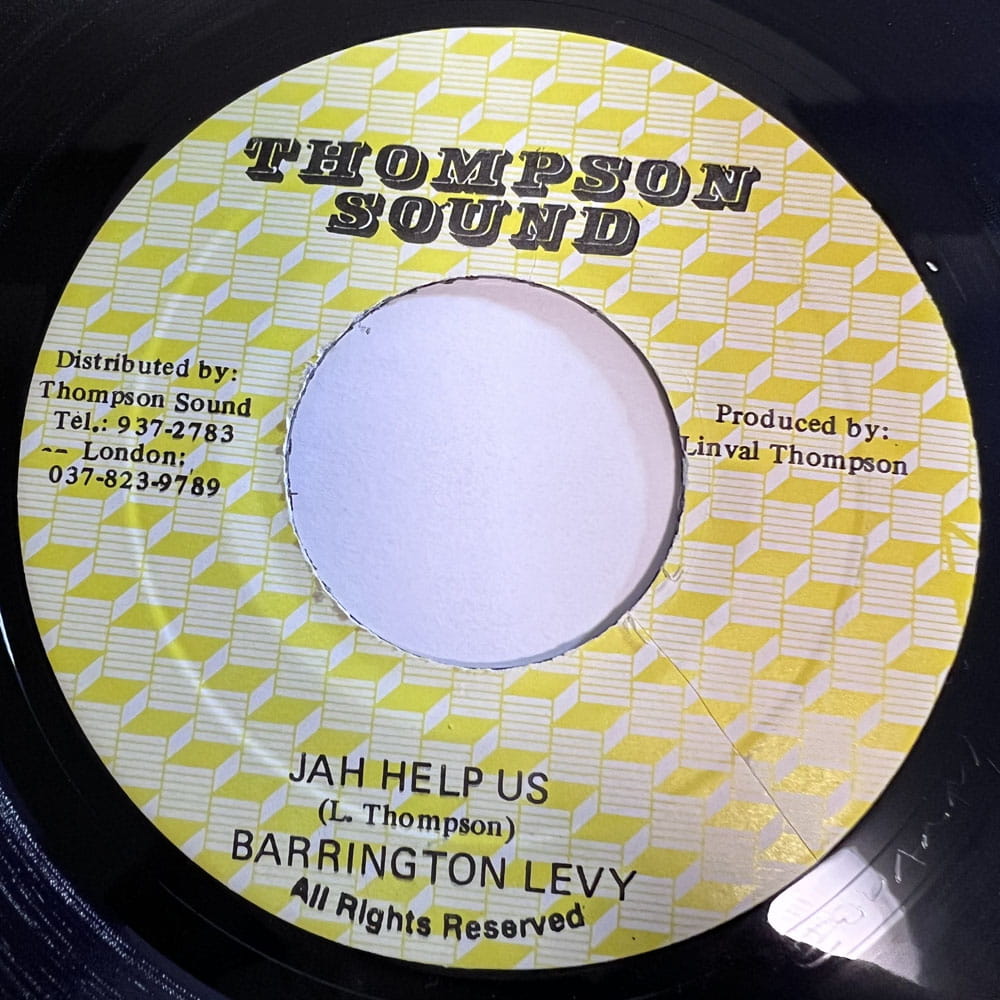 THOMPSON
SOUND
Distributed by:
Thompson Sound
Tel.: 937-2783
-- London:
037-823-9789
Produced by:
Linval Thompson
JAH HELP US
(L. Thompson)
BARRINGTON LEVY
All Rights Reserved